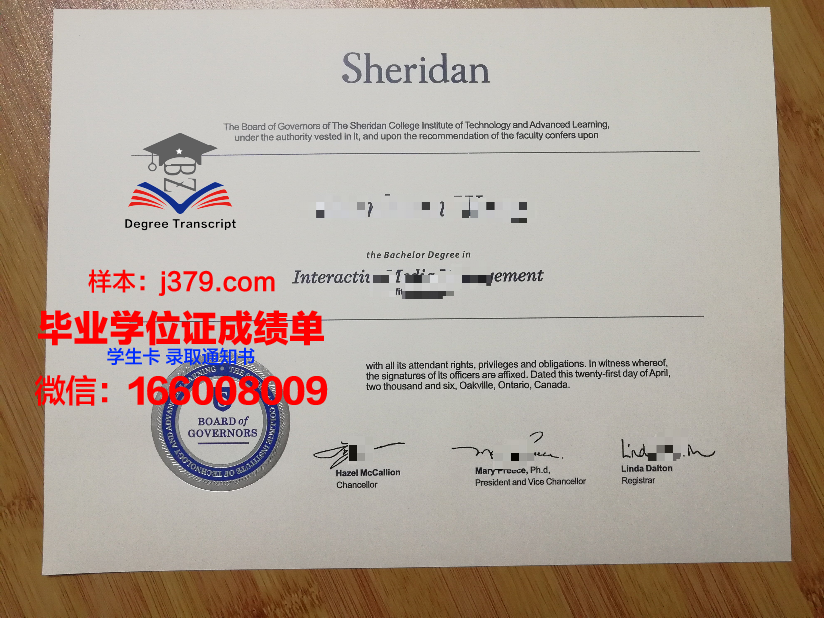 Sheridan
The Board of Governors of The Sheridan College Institute of Technology and Advanced Learning,
under the authority vested in it, and upon the recommendation of the faculty confers upon
ZBZ
Degree Transcript
the Bachelor Degree in
样本：j379.com
毕业学位证成绩单
学生卡 录取通知书
微信：166008009
BOARD of
GOVERNORS
with all its attendant rights, privileges and obligations. In witness whereof,
the signatures of its officers are affixed. Dated this twenty-first day of April,
two thousand and six, Oakville, Ontario, Canada.
Hazel McCallion
Chancellor
Mary Preece, Ph.d,
President and Vice Chancellor
Linda Dalton
Registrar